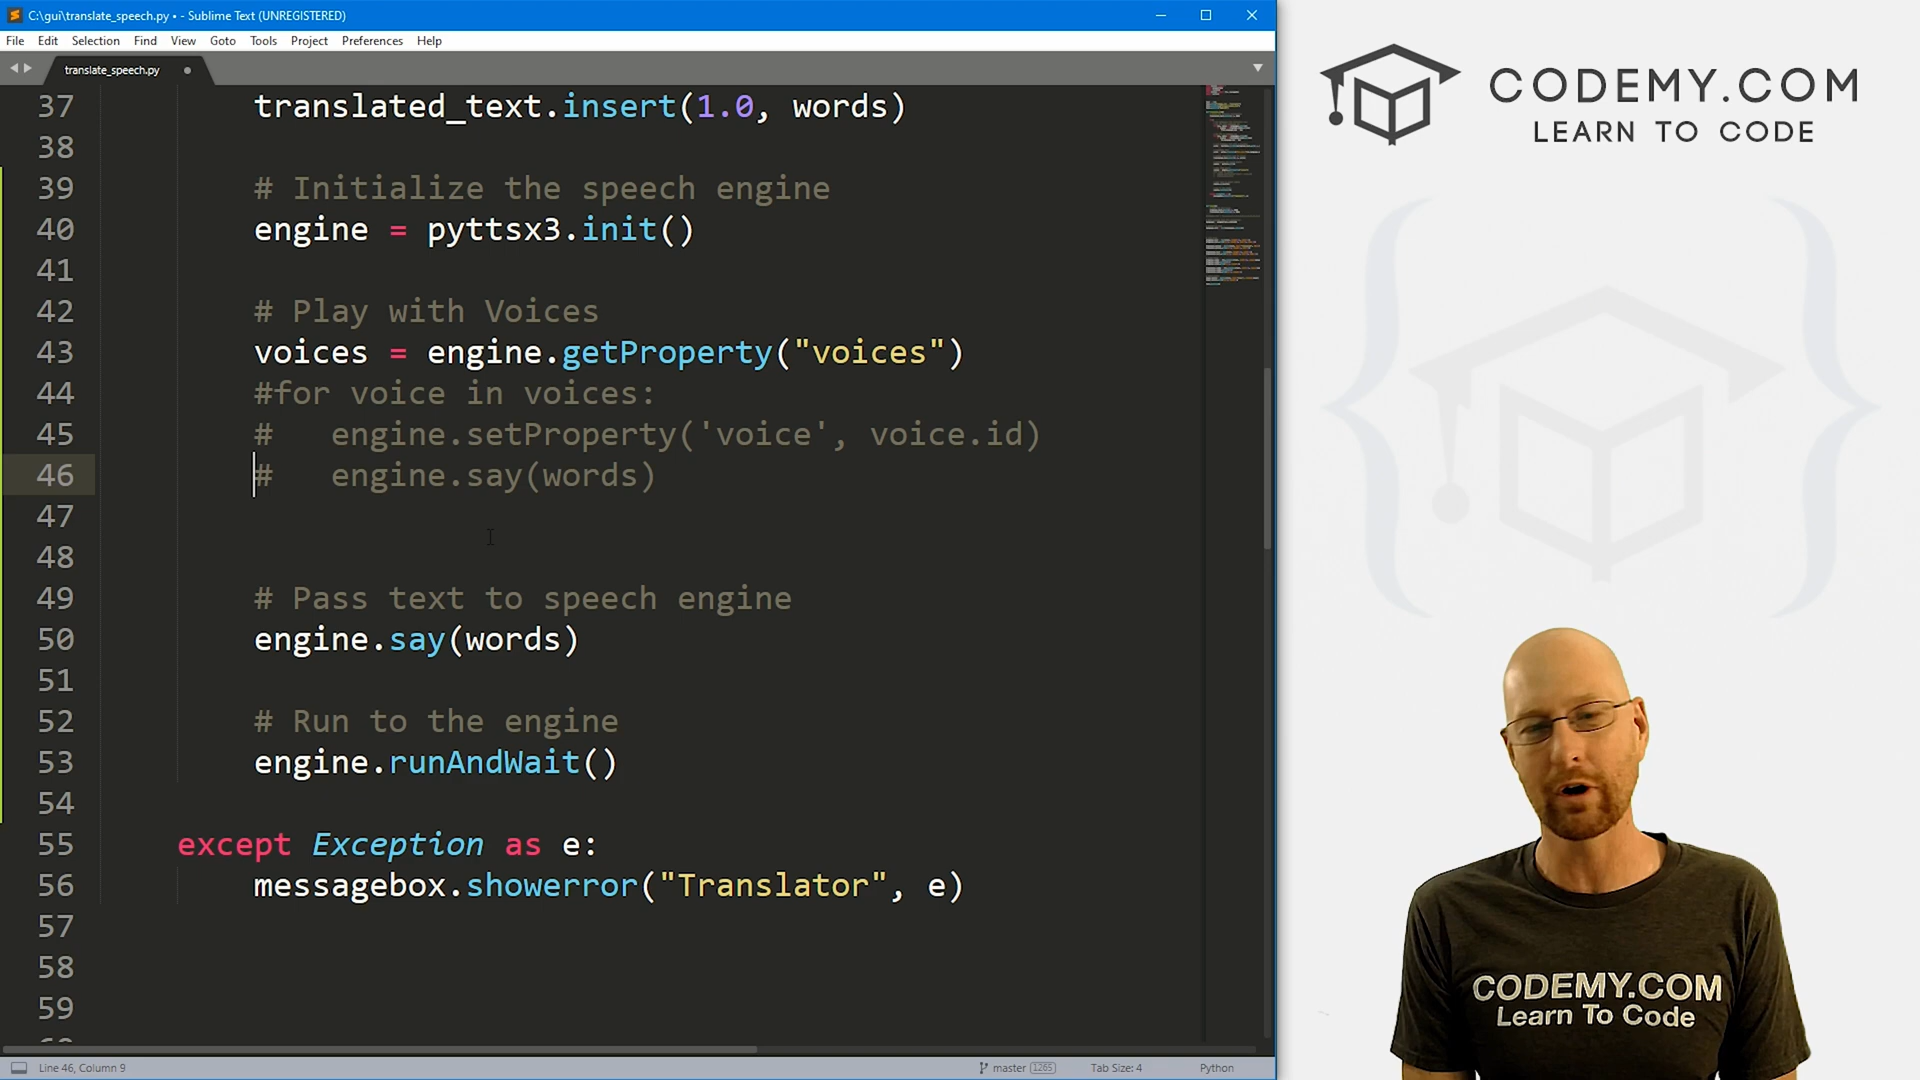 C:\gui\translate_speech.py • - Sublime Text (UNREGISTERED)
File Edit Selection Find View Goto Tools Project Preferences Help
translate_speech.py
37 translated_text.insert(1.0, words)
38
39 # Initialize the speech engine
40 engine = pyttsx3.init()
41
42 # Play with Voices
43 voices = engine.getProperty("voices")
44 #for voice in voices:
45 #   engine.setProperty('voice', voice.id)
46 #   engine.say(words)
47
48
49 # Pass text to speech engine
50 engine.say(words)
51
52 # Run to the engine
53 engine.runAndWait()
54
55 except Exception as e:
56 messagebox.showerror("Translator", e)
57
58
59
Line 46, Column 9
master 1265
Tab Size: 4
Python
CODEMY.COM
LEARN TO CODE
CODEMY.COM
Learn To Code